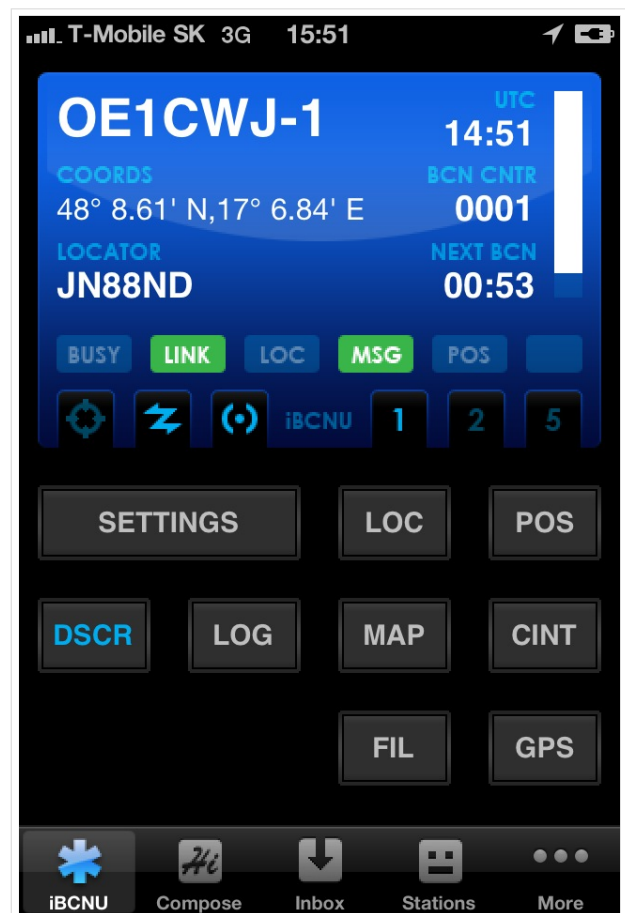 T-Mobile SK 3G 15:51
OE1CWJ-1
UTC
14:51
COORDS
48° 8.61' N,17° 6.84' E
BCN CNTR
0001
LOCATOR
JN88ND
NEXT BCN
00:53
BUSY LINK LOC MSG POS
iBCNU 1 2 5
SETTINGS LOC POS
DSCR LOG MAP CINT
FIL GPS
Hi
iBCNU Compose Inbox Stations More